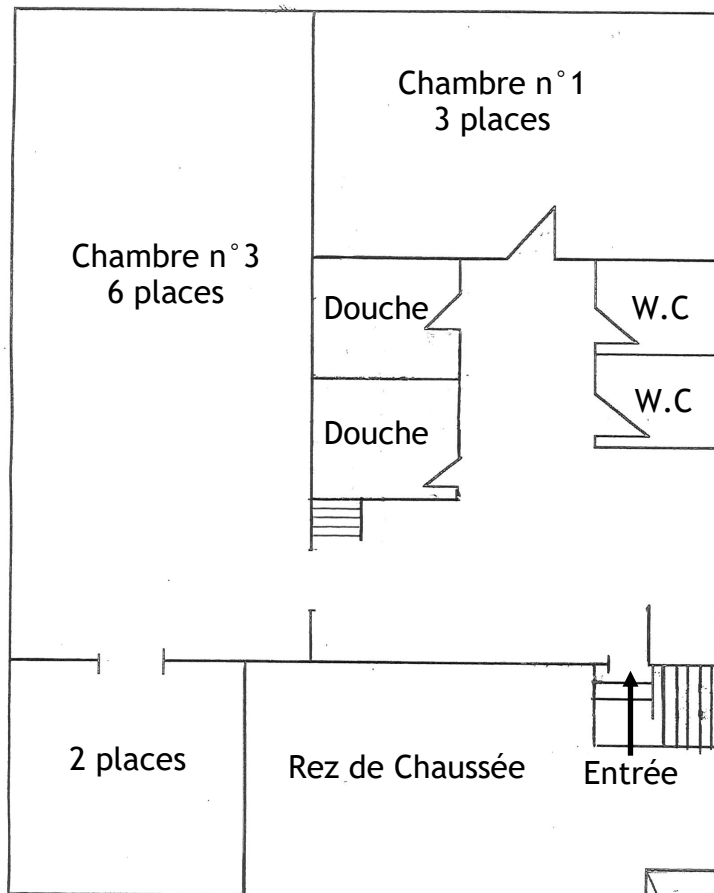 Chambre n°1
3 places
Chambre n°3
6 places
Douche
W.C
Douche
W.C
2 places
Rez de Chaussée
Entrée